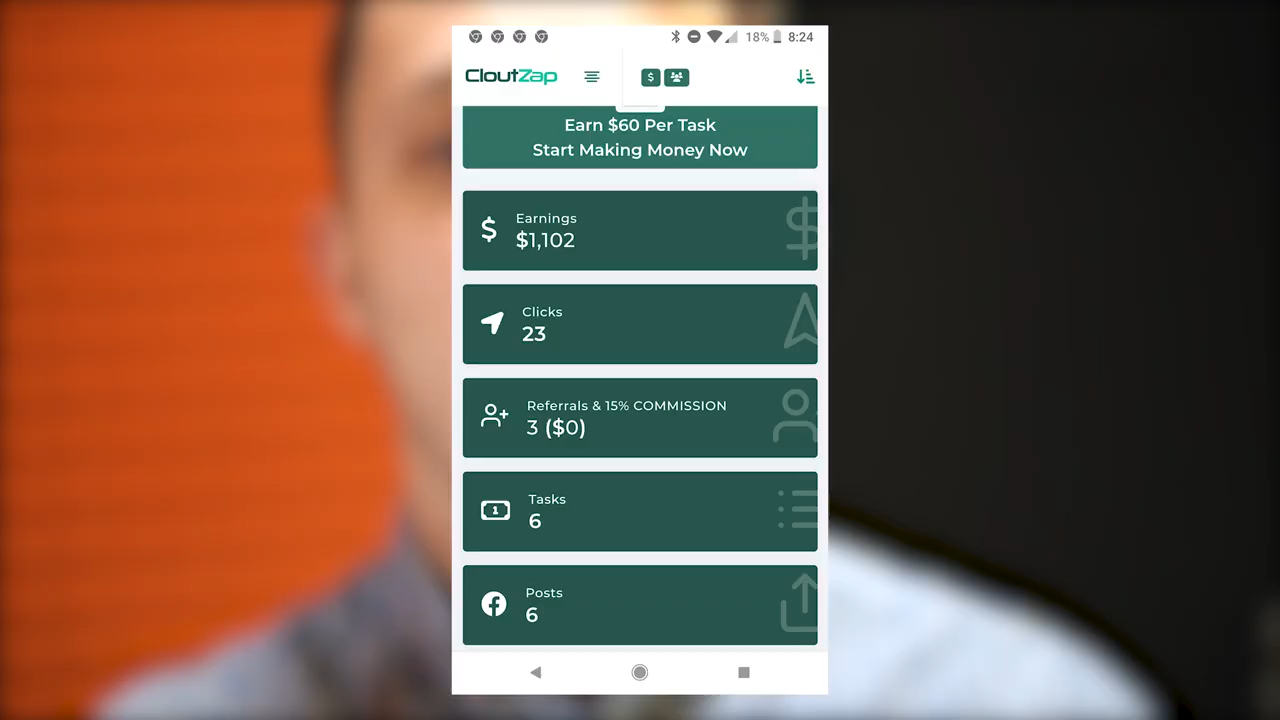 18% 8:24
CloutZap
Earn $60 Per Task
Start Making Money Now
Earnings
$1,102
Clicks
23
Referrals & 15% COMMISSION
3 ($0)
Tasks
6
Posts
6